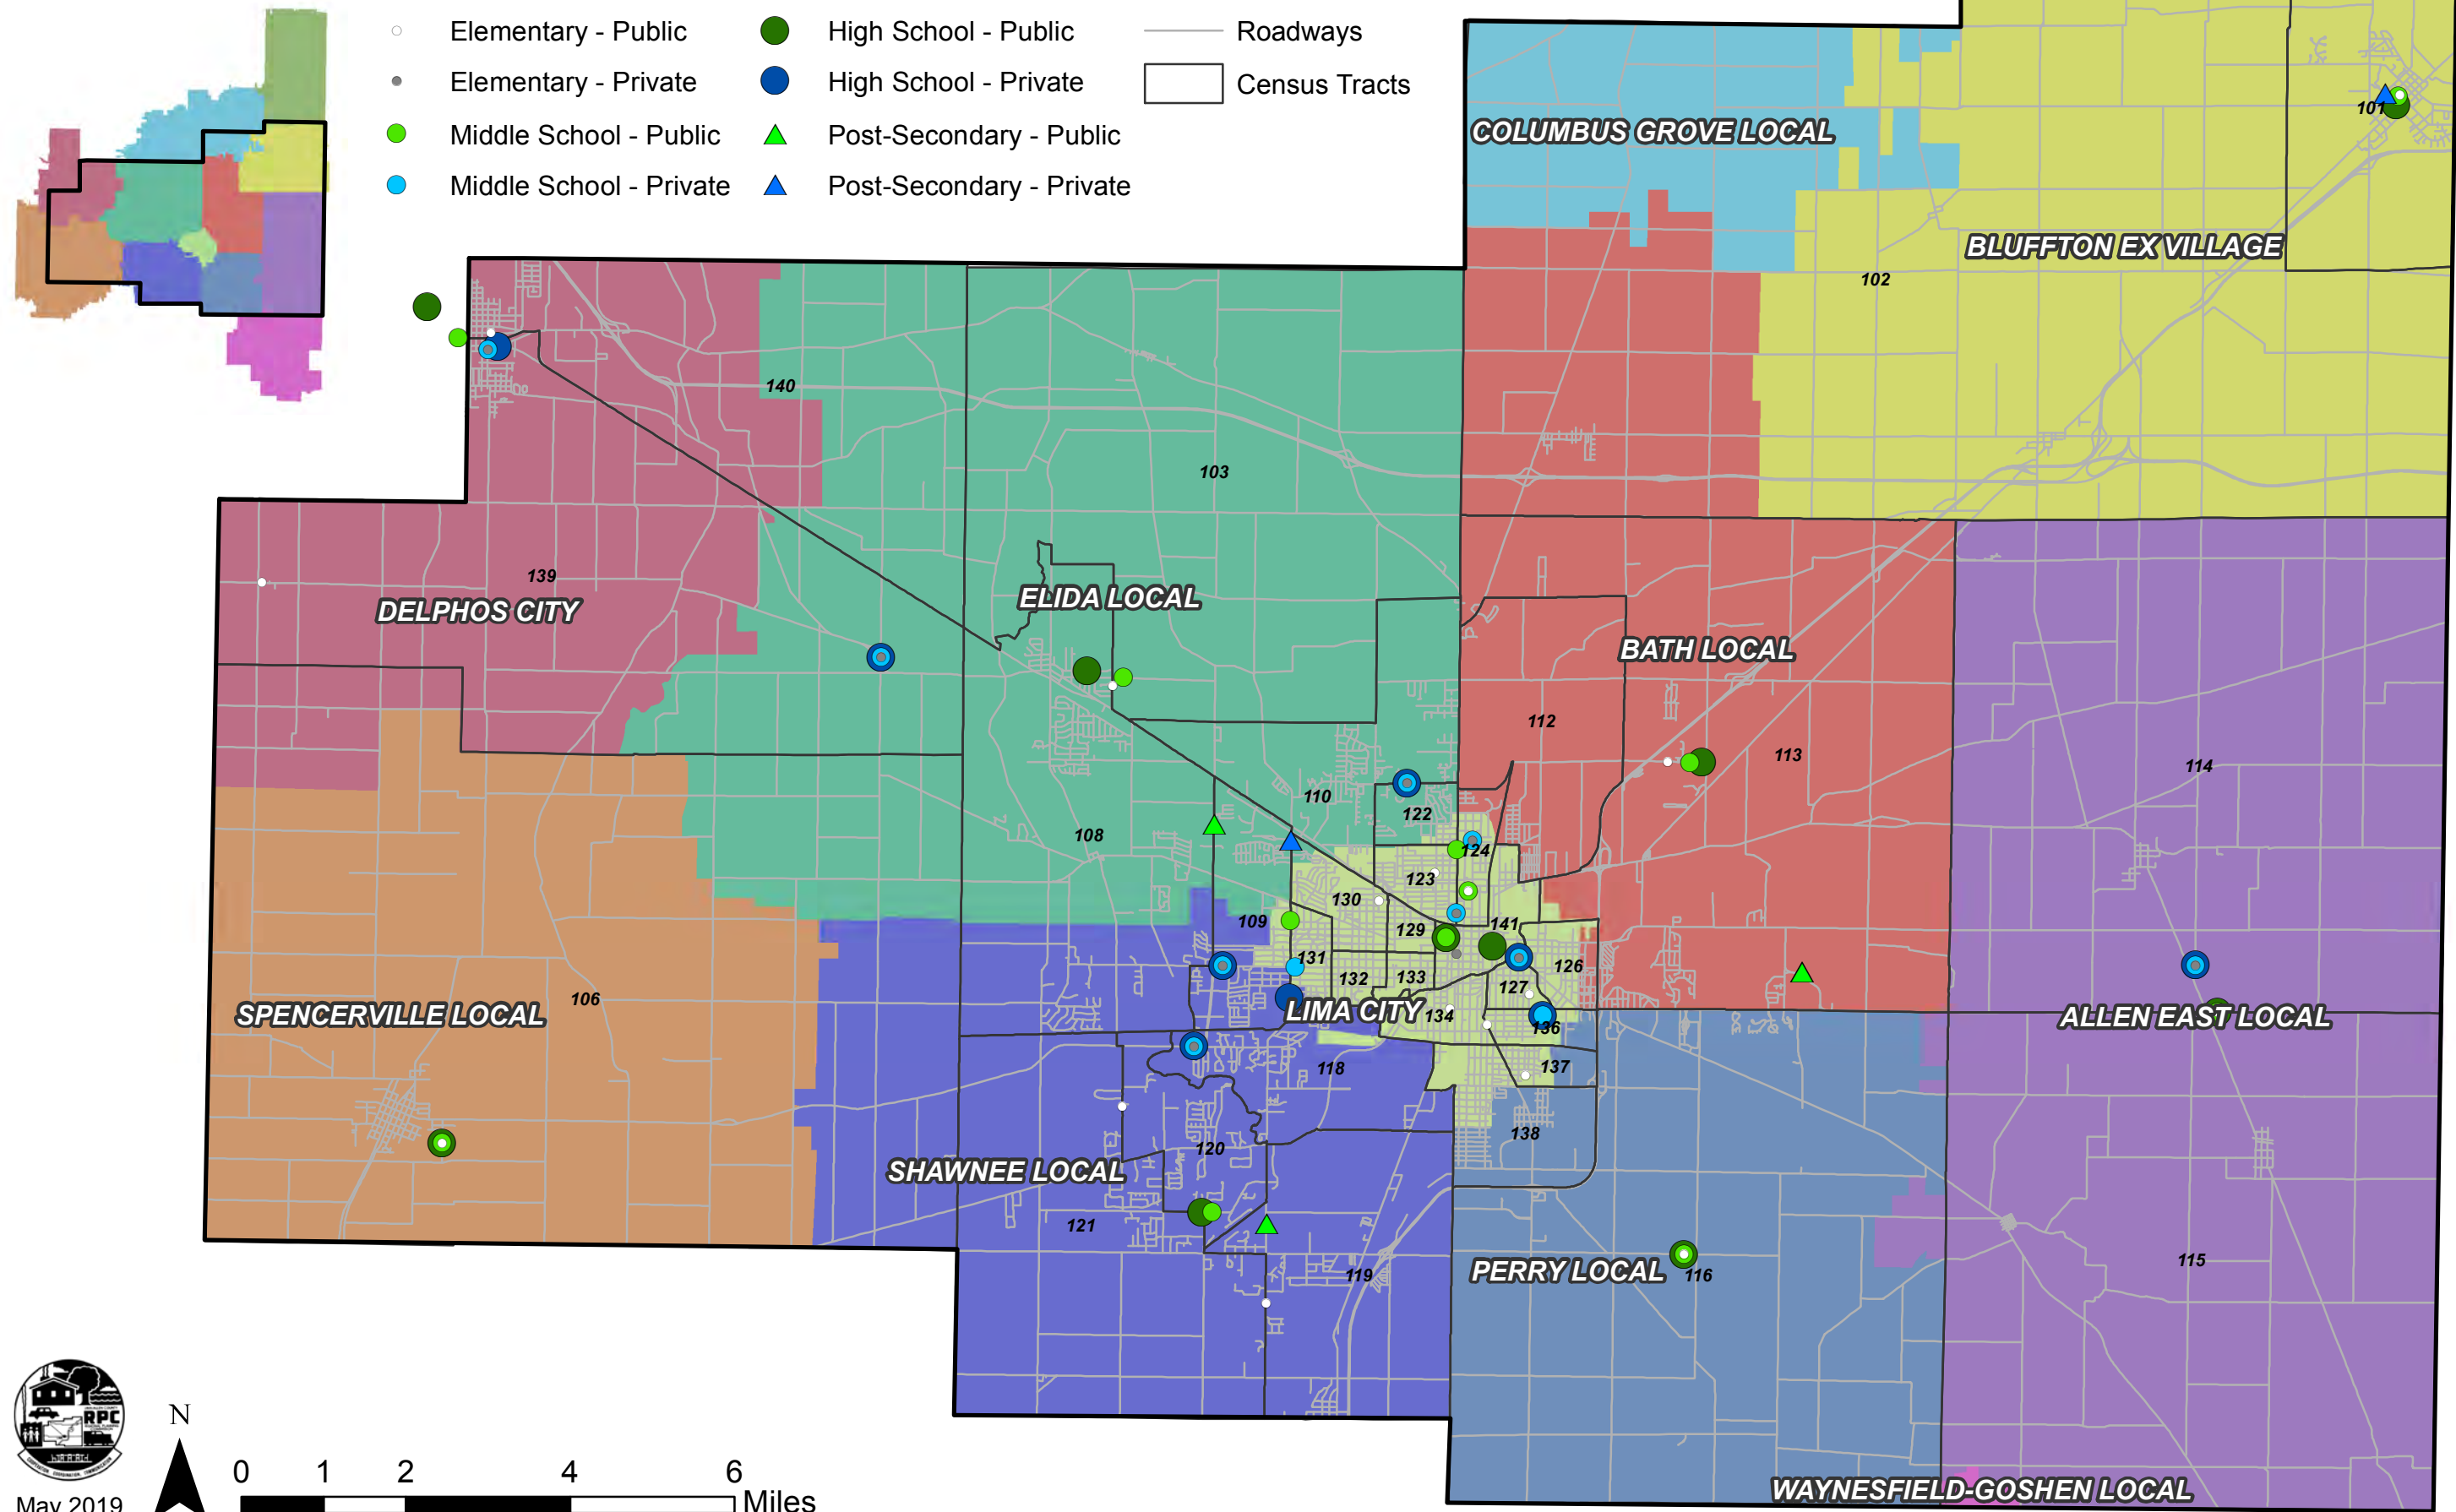 Elementary - Public
High School - Public
Roadways
Elementary - Private
High School - Private
Census Tracts
Middle School - Public
Post-Secondary - Public
Middle School - Private
Post-Secondary - Private
101
COLUMBUS GROVE LOCAL
BLUFFTON EX VILLAGE
102
140
103
139
DELPHOS CITY
ELIDA LOCAL
BATH LOCAL
112
113
114
110
122
108
124
123
130
109
129
141
131
126
132
133
127
106
SPENCERVILLE LOCAL
LIMA CITY
134
136
ALLEN EAST LOCAL
118
137
138
120
SHAWNEE LOCAL
121
PERRY LOCAL
116
119
115
WAYNESFIELD-GOSHEN LOCAL
RPC
N
0 1 2 4 6
Miles
May 2019